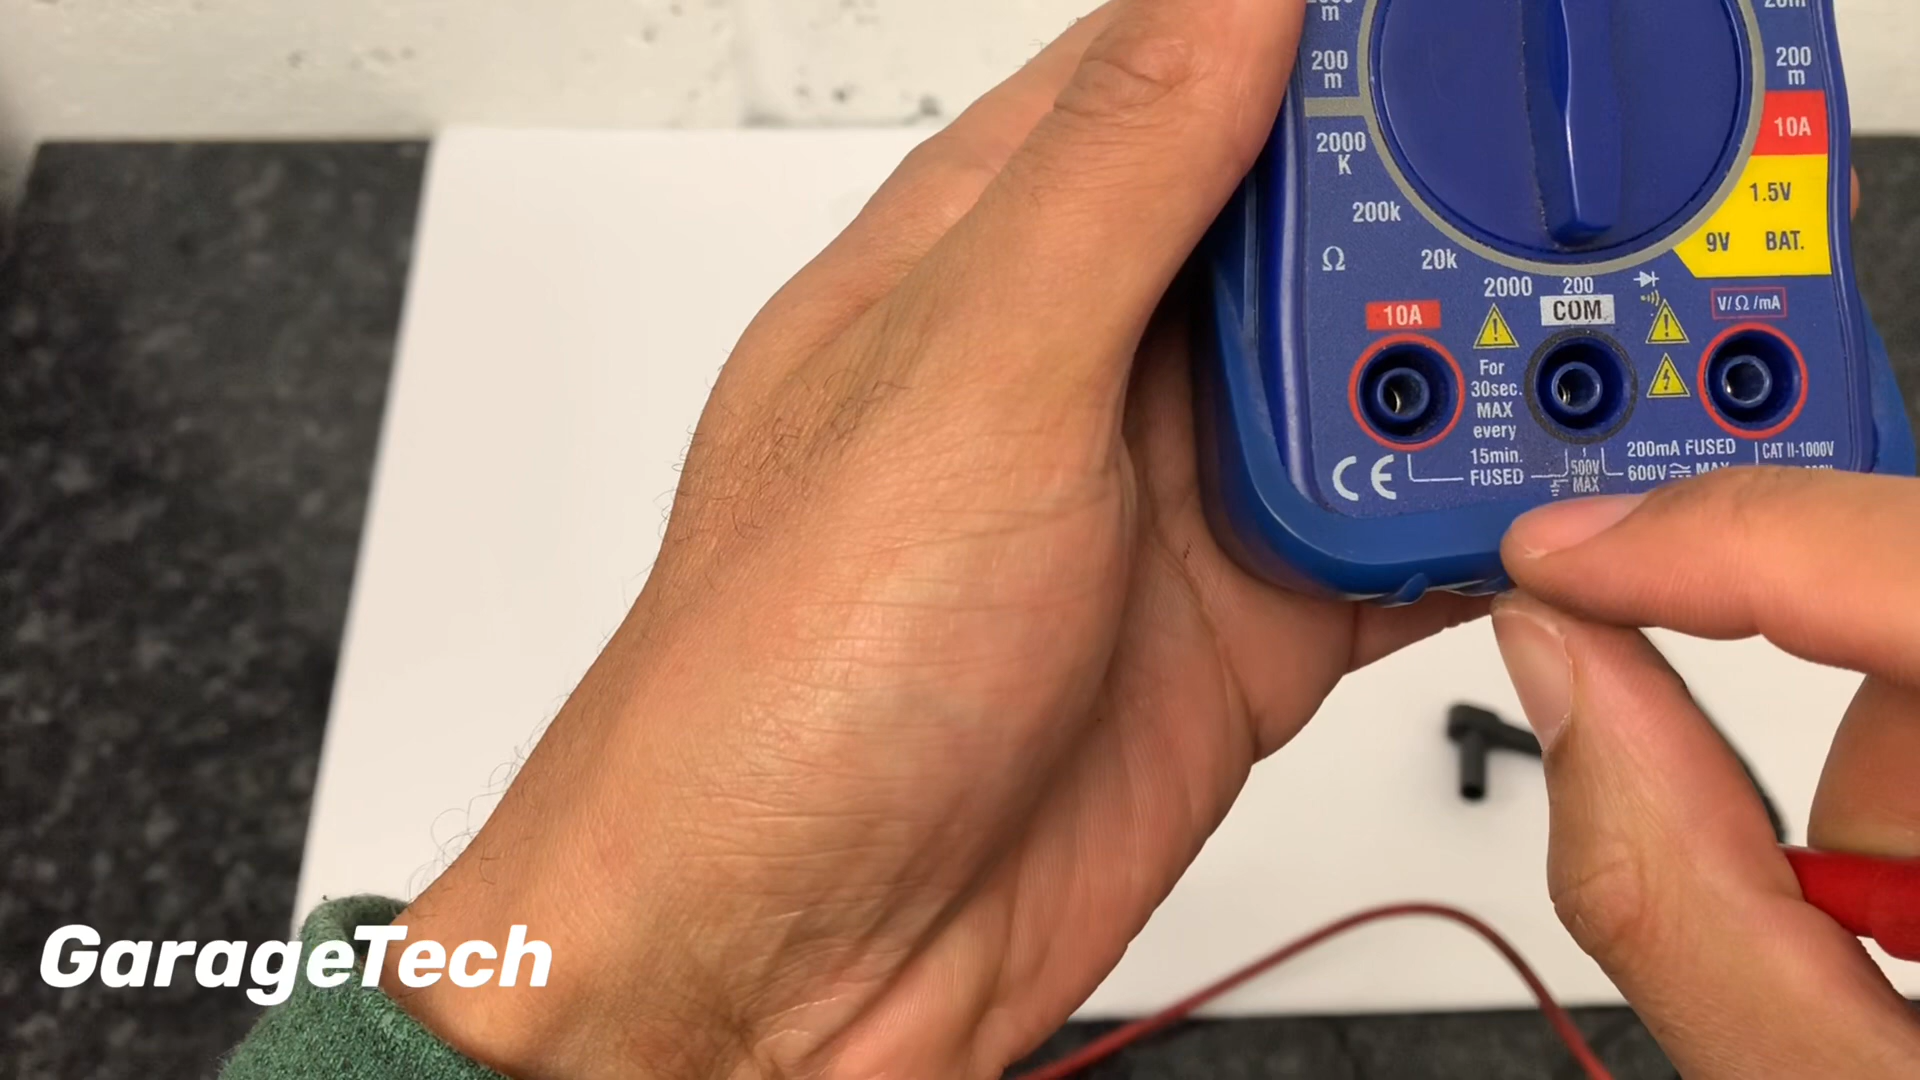 m
200
m
200
m
2000
K
10A
1.5V
200k
9V BAT.
Ω
20k
2000
200
10A
COM
V/Ω/mA
For
30sec.
MAX
every
15min.
FUSED
200mA FUSED
CAT II-1000V
500V
MAX
600V MAX
CE
GarageTech